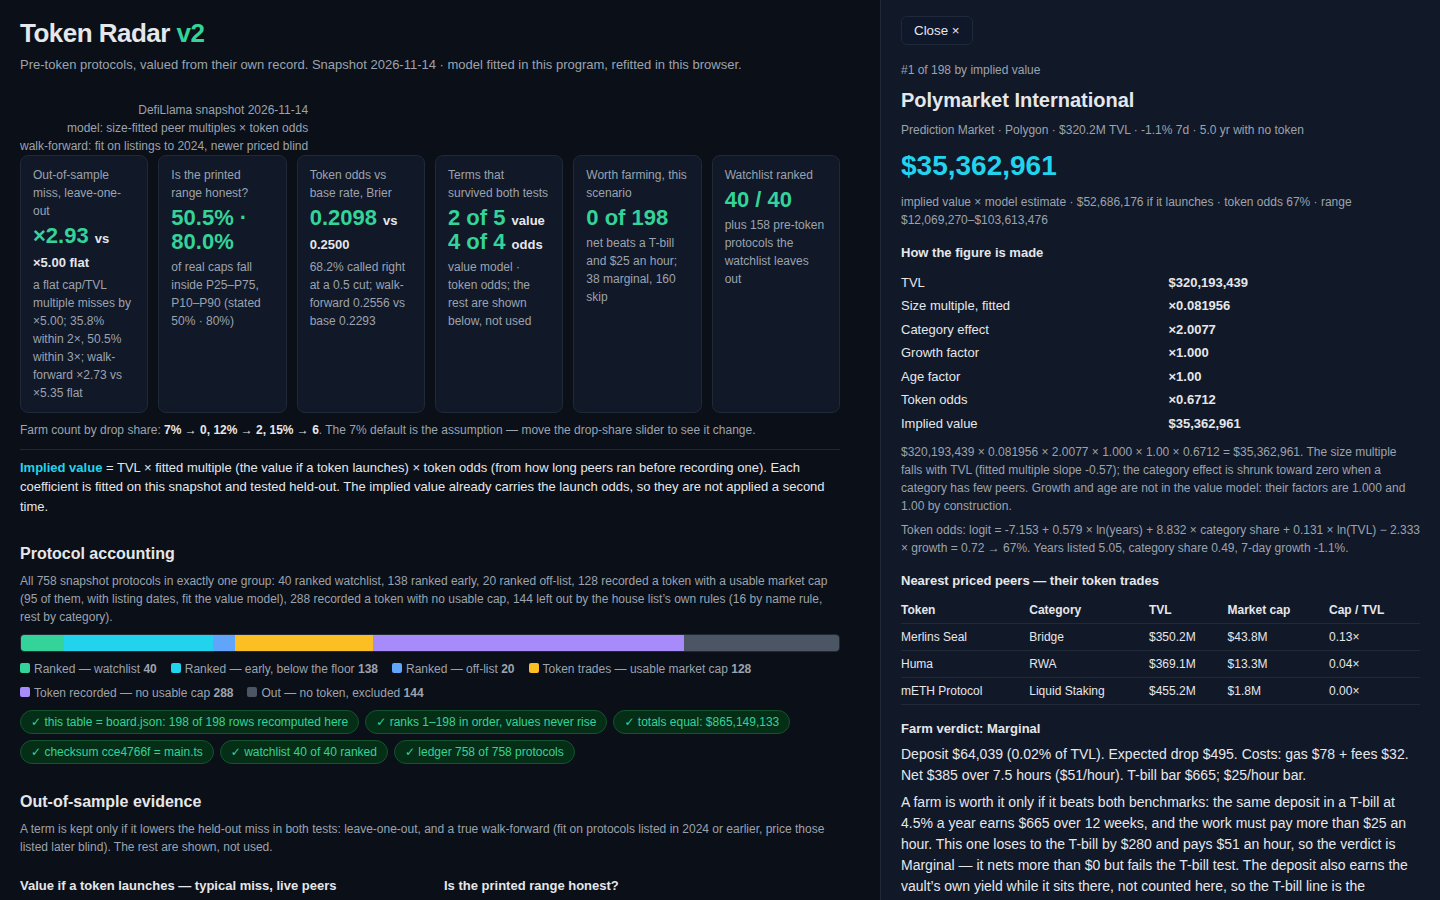 Token Radar v2
Pre-token protocols, valued from their own record. Snapshot 2026-11-14 · model fitted in this program, refitted in this browser.
DefiLlama snapshot 2026-11-14
model: size-fitted peer multiples × token odds
walk-forward: fit on listings to 2024, newer priced blind
Out-of-sample
miss, leave-one-
out
×2.93 vs
×5.00 flat
a flat cap/TVL
multiple misses by
×5.00; 35.8%
within 2×, 50.5%
within 3×; walk-
forward ×2.73 vs
×5.35 flat
Is the printed
range honest?
50.5% ·
80.0%
of real caps fall
inside P25–P75,
P10–P90 (stated
50% · 80%)
Token odds vs
base rate, Brier
0.2098 vs
0.2500
68.2% called right
at a 0.5 cut; walk-
forward 0.2556 vs
base 0.2293
Terms that
survived both tests
2 of 5 value
4 of 4 odds
value model ·
token odds; the
rest are shown
below, not used
Worth farming, this
scenario
0 of 198
net beats a T-bill
and $25 an hour;
38 marginal, 160
skip
Watchlist ranked
40 / 40
plus 158 pre-token
protocols the
watchlist leaves
out
Farm count by drop share: 7% → 0, 12% → 2, 15% → 6. The 7% default is the assumption — move the drop-share slider to see it change.
Implied value = TVL × fitted multiple (the value if a token launches) × token odds (from how long peers ran before recording one). Each
coefficient is fitted on this snapshot and tested held-out. The implied value already carries the launch odds, so they are not applied a second
time.
Protocol accounting
All 758 snapshot protocols in exactly one group: 40 ranked watchlist, 138 ranked early, 20 ranked off-list, 128 recorded a token with a usable market cap
(95 of them, with listing dates, fit the value model), 288 recorded a token with no usable cap, 144 left out by the house list's own rules (16 by name rule,
rest by category).
Ranked — watchlist 40 Ranked — early, below the floor 138 Ranked — off-list 20 Token trades — usable market cap 128
Token recorded — no usable cap 288 Out — no token, excluded 144
✓ this table = board.json: 198 of 198 rows recomputed here ✓ ranks 1–198 in order, values never rise ✓ totals equal: $865,149,133
✓ checksum cce4766f = main.ts ✓ watchlist 40 of 40 ranked ✓ ledger 758 of 758 protocols
Out-of-sample evidence
A term is kept only if it lowers the held-out miss in both tests: leave-one-out, and a true walk-forward (fit on protocols listed in 2024 or earlier, price those
listed later blind). The rest are shown, not used.
Value if a token launches — typical miss, live peers
Is the printed range honest?
Close ×
#1 of 198 by implied value
Polymarket International
Prediction Market · Polygon · $320.2M TVL · -1.1% 7d · 5.0 yr with no token
$35,362,961
implied value × model estimate · $52,686,176 if it launches · token odds 67% · range
$12,069,270–$103,613,476
How the figure is made
TVL $320,193,439
Size multiple, fitted ×0.081956
Category effect ×2.0077
Growth factor ×1.000
Age factor ×1.00
Token odds ×0.6712
Implied value $35,362,961
$320,193,439 × 0.081956 × 2.0077 × 1.000 × 1.00 × 0.6712 = $35,362,961. The size multiple
falls with TVL (fitted multiple slope -0.57); the category effect is shrunk toward zero when a
category has few peers. Growth and age are not in the value model: their factors are 1.000 and
1.00 by construction.
Token odds: logit = -7.153 + 0.579 × ln(years) + 8.832 × category share + 0.131 × ln(TVL) − 2.333
× growth = 0.72 → 67%. Years listed 5.05, category share 0.49, 7-day growth -1.1%.
Nearest priced peers — their token trades
Token Category TVL Market cap Cap / TVL
Merlins Seal Bridge $350.2M $43.8M 0.13×
Huma RWA $369.1M $13.3M 0.04×
mETH Protocol Liquid Staking $455.2M $1.8M 0.00×
Farm verdict: Marginal
Deposit $64,039 (0.02% of TVL). Expected drop $495. Costs: gas $78 + fees $32.
Net $385 over 7.5 hours ($51/hour). T-bill bar $665; $25/hour bar.
A farm is worth it only if it beats both benchmarks: the same deposit in a T-bill at
4.5% a year earns $665 over 12 weeks, and the work must pay more than $25 an
hour. This one loses to the T-bill by $280 and pays $51 an hour, so the verdict is
Marginal — it nets more than $0 but fails the T-bill test. The deposit also earns the
vault's own yield while it sits there, not counted here, so the T-bill line is the